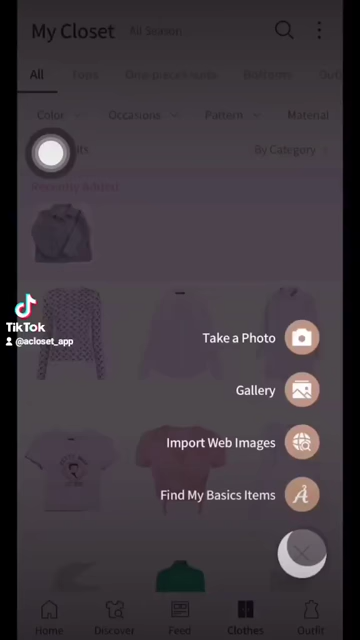 My Closet All Season
All Tops One-piece/suits Bottoms Out
Color Occasions Pattern Material
By Category
Recently Added
TikTok
@acloset_app
Take a Photo
Gallery
Import Web Images
Find My Basics Items
Home Discover Feed Clothes Outfit